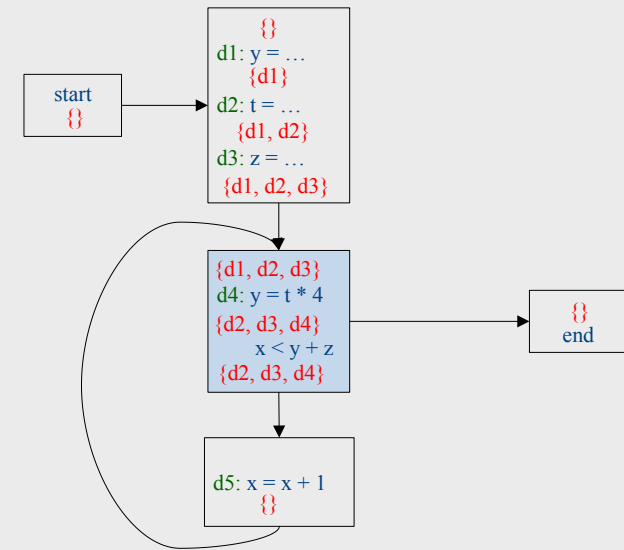 start
{}
{}
d1: y = …
{d1}
d2: t = …
{d1, d2}
d3: z = …
{d1, d2, d3}
{d1, d2, d3}
d4: y = t * 4
{d2, d3, d4}
x < y + z
{d2, d3, d4}
{}
end
d5: x = x + 1
{}